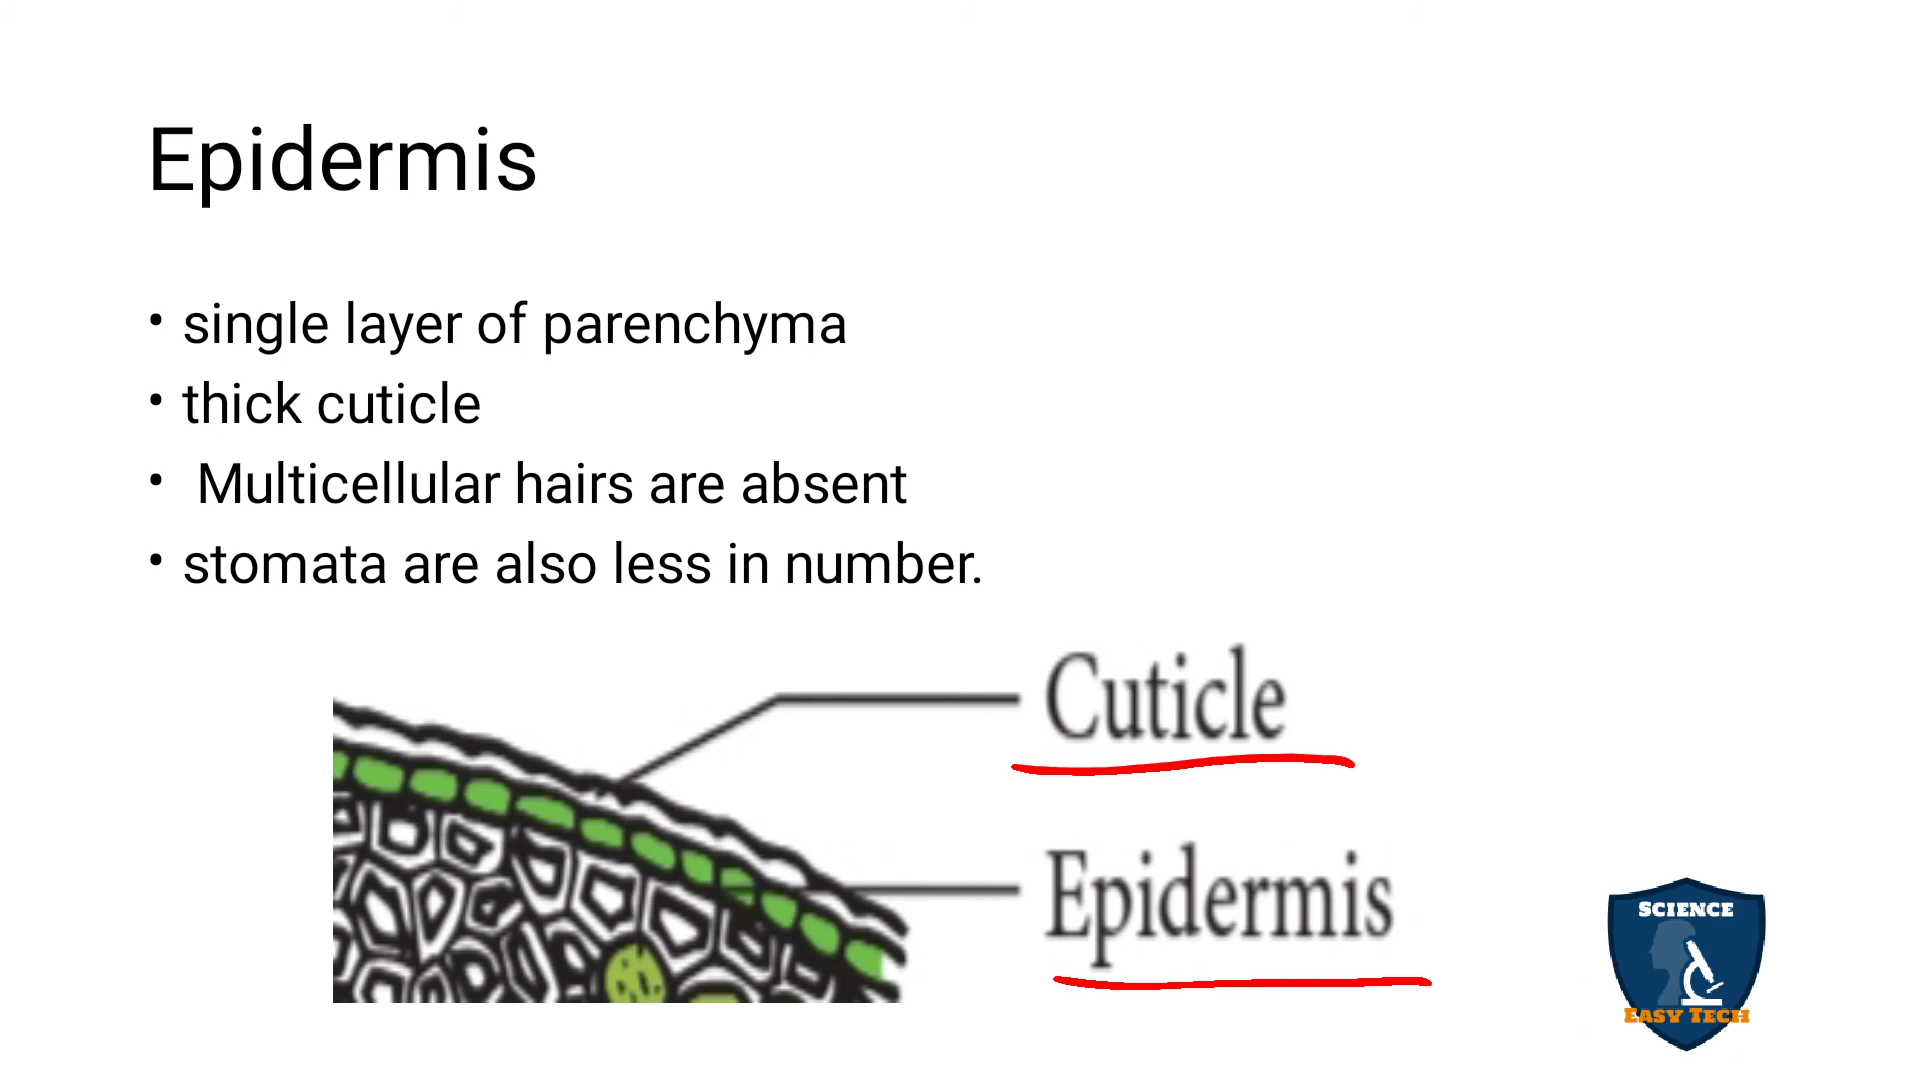 Epidermis
• single layer of parenchyma
• thick cuticle
• Multicellular hairs are absent
• stomata are also less in number.
Cuticle
Epidermis
SCIENCE
EASY TECH